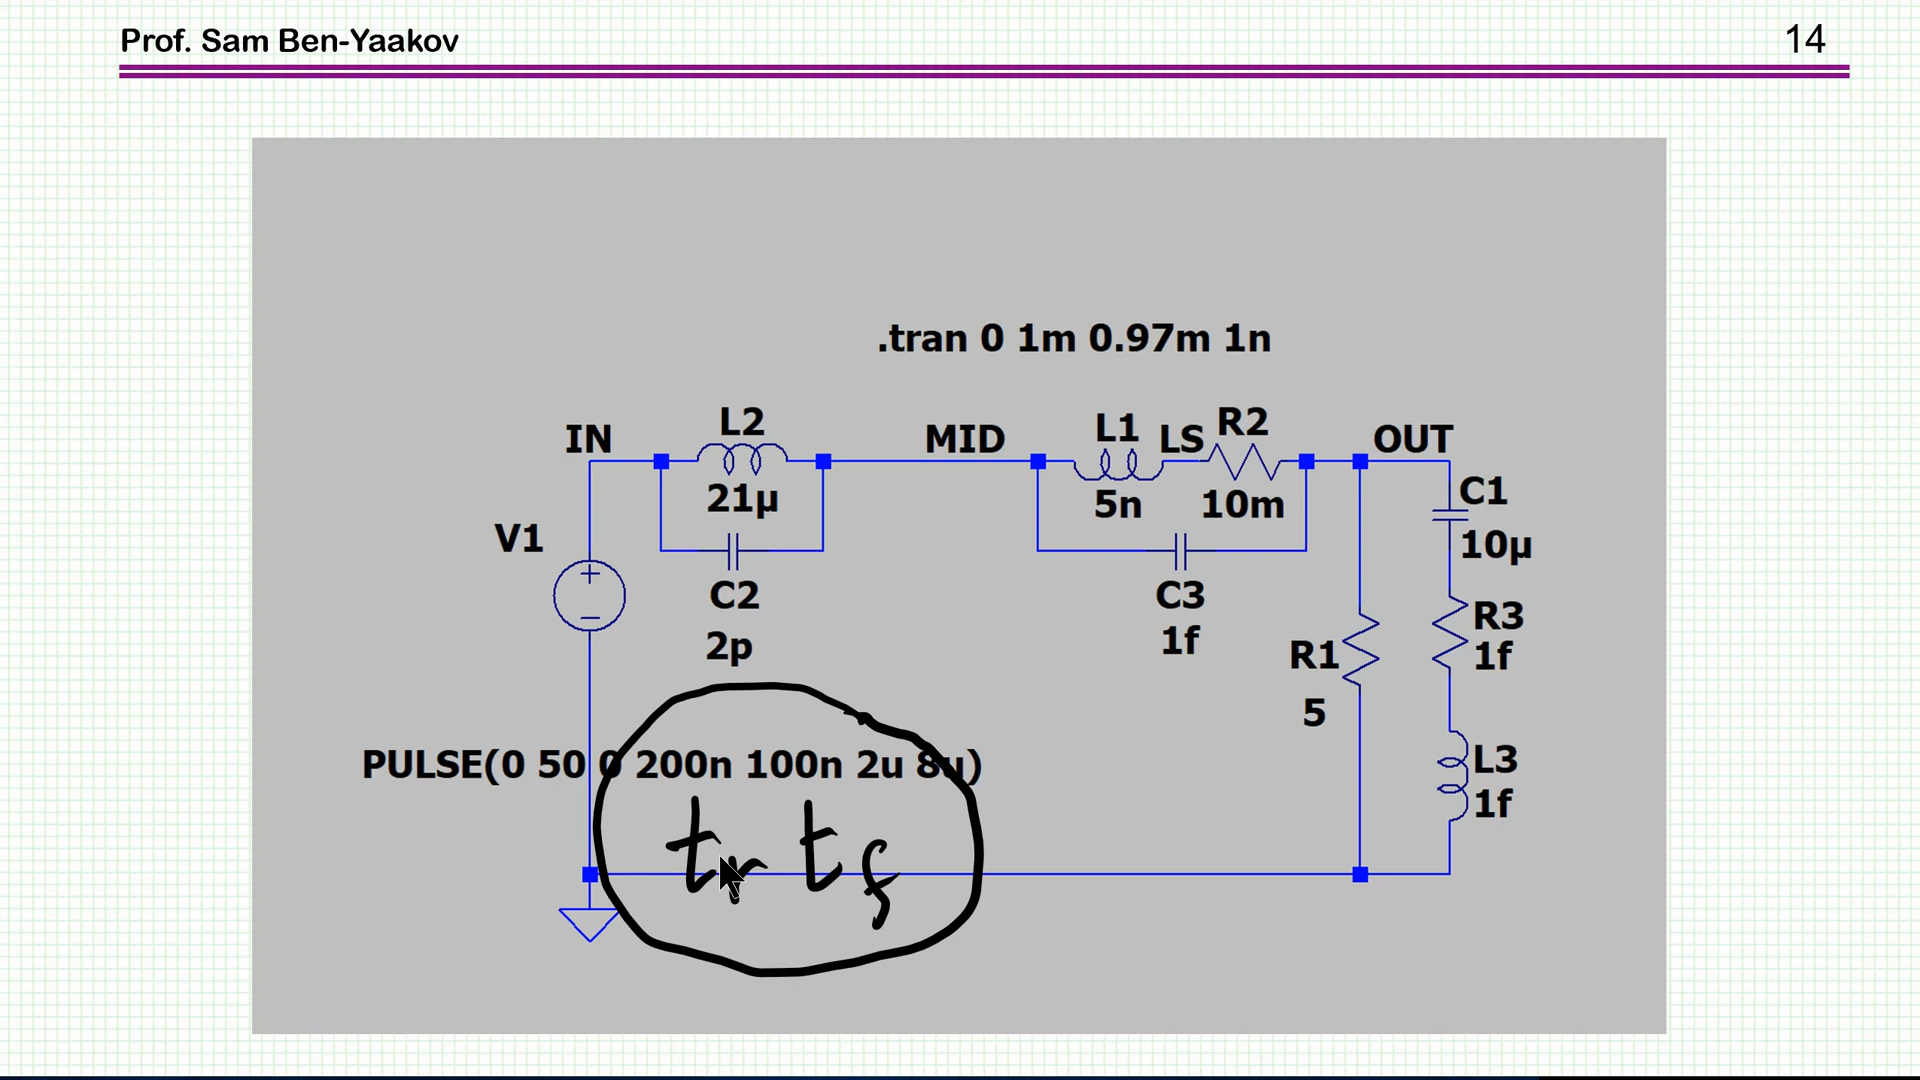 Prof. Sam Ben-Yaakov
14
.tran 0 1m 0.97m 1n
IN
L2
21µ
C2
2p
MID
L1
5n
LS
R2
10m
C3
1f
OUT
C1
10µ
R3
1f
L3
1f
R1
5
V1
+
−
PULSE(0 50 0 200n 100n 2u 8u)
tr tf